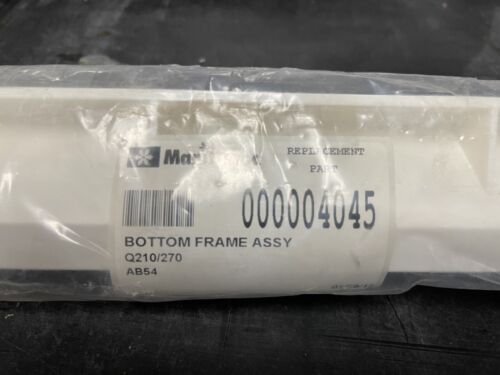 REPLACEMENT
PART
000004045
BOTTOM FRAME ASSY
Q210/270
AB54